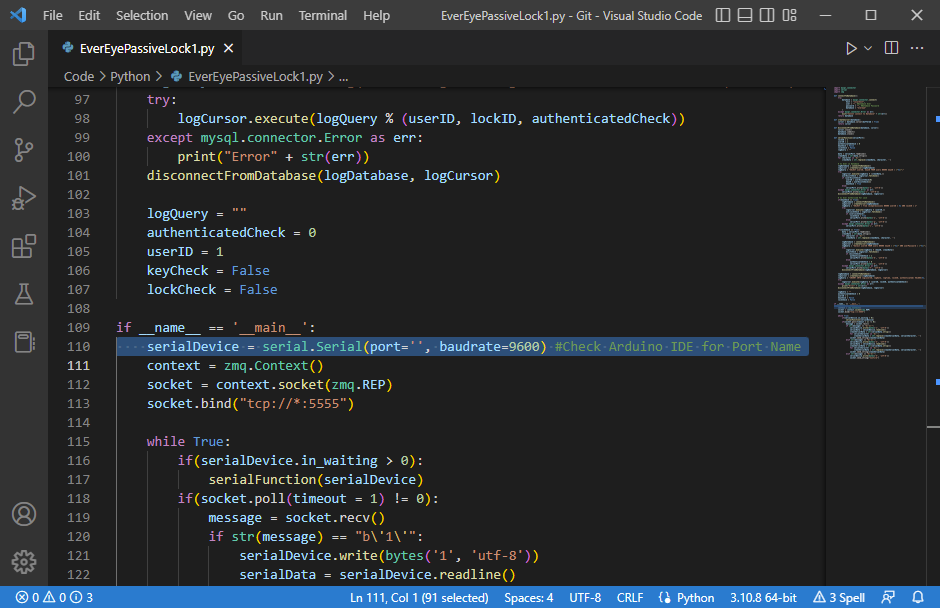 File Edit Selection View Go Run Terminal Help EverEyePassiveLock1.py - Git - Visual Studio Code
EverEyePassiveLock1.py
Code > Python > EverEyePassiveLock1.py > ...
97 try:
98 logCursor.execute(logQuery % (userID, lockID, authenticatedCheck))
99 except mysql.connector.Error as err:
100 print("Error" + str(err))
101 disconnectFromDatabase(logDatabase, logCursor)
102
103 logQuery = ""
104 authenticatedCheck = 0
105 userID = 1
106 keyCheck = False
107 lockCheck = False
108
109 if __name__ == '__main__':
110 serialDevice = serial.Serial(port='', baudrate=9600) #Check Arduino IDE for Port Name
111 context = zmq.Context()
112 socket = context.socket(zmq.REP)
113 socket.bind("tcp://*:5555")
114
115 while True:
116 if(serialDevice.in_waiting > 0):
117 serialFunction(serialDevice)
118 if(socket.poll(timeout = 1) != 0):
119 message = socket.recv()
120 if str(message) == "b\'1\'":
121 serialDevice.write(bytes('1', 'utf-8'))
122 serialData = serialDevice.readline()
0 0 3 Ln 111, Col 1 (91 selected) Spaces: 4 UTF-8 CRLF Python 3.10.8 64-bit 3 Spell